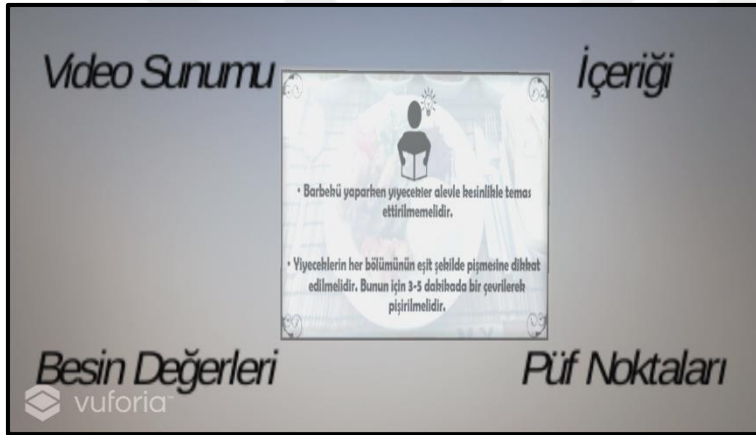 Video Sunumu
İçeriği
• Barbekü yaparken yiyecekler alevle kesinlikle temas
ettirilmemelidir.
• Yiyeceklerin her bölümünün eşit şekilde pişmesine dikkat
edilmelidir. Bunun için 3-5 dakikada bir çevrilerek
pişirilmelidir.
Besin Değerleri
Püf Noktaları
vuforia™